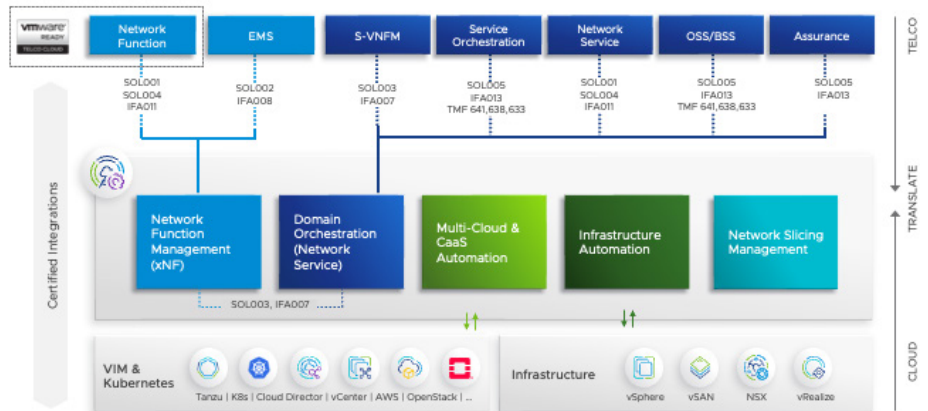 vmware
READY
TELCO CLOUD
Network
Function
EMS
S-VNFM
Service
Orchestration
Network
Service
OSS/BSS
Assurance
TELCO
SOL001
SOL004
IFA011
SOL002
IFA008
SOL003
IFA007
SOL005
IFA013
TMF 641,638,633
SOL001
SOL004
IFA011
SOL005
IFA013
TMF 641,638,633
SOL005
IFA013
Certified Integrations
TRANSLATE
Network
Function
Management
(xNF)
Domain
Orchestration
(Network
Service)
Multi-Cloud &
CaaS
Automation
Infrastructure
Automation
Network Slicing
Management
SOL003, IFA007
VIM &
Kubernetes
Tanzu | K8s | Cloud Director | vCenter | AWS | OpenStack | ...
Infrastructure
vSphere
vSAN
NSX
vRealize
CLOUD